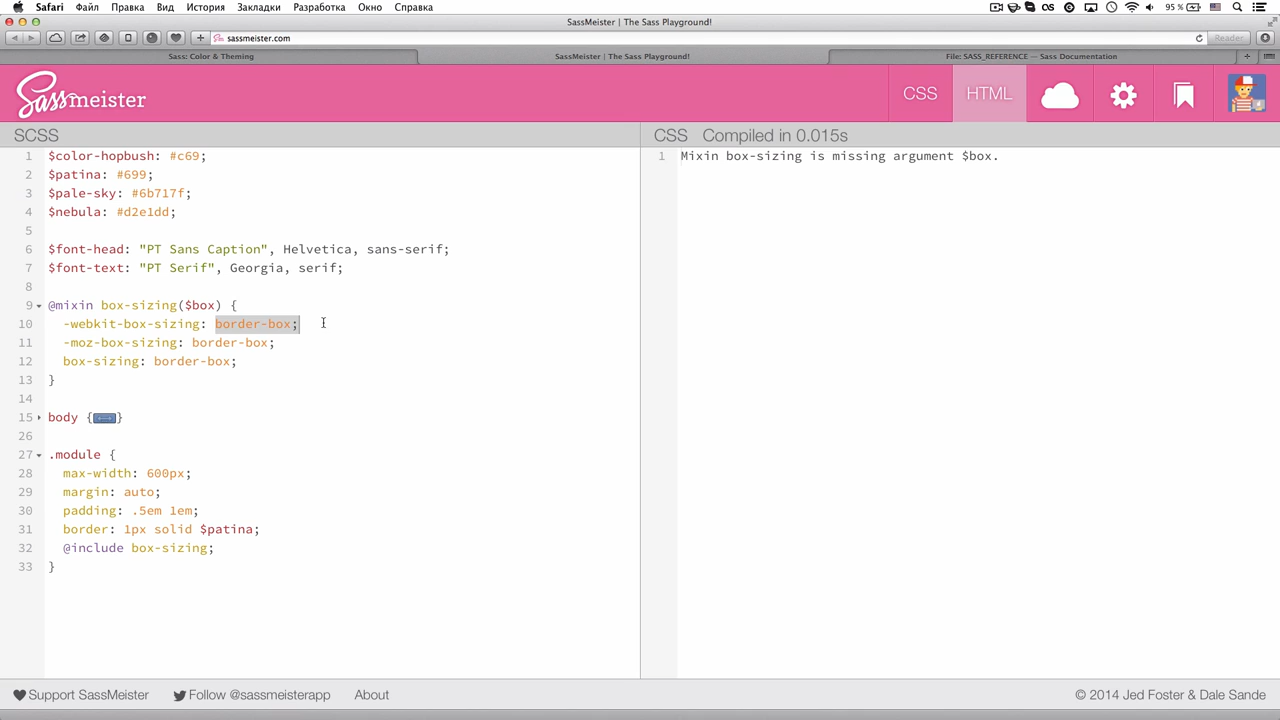 Safari Файл Правка Вид История Закладки Разработка Окно Справка 95 %
SassMeister | The Sass Playground!
sassmeister.com Reader
Sass: Color & Theming SassMeister | The Sass Playground! File: SASS_REFERENCE — Sass Documentation
Sassmeister CSS HTML
SCSS
1 $color-hopbush: #c69;
2 $patina: #699;
3 $pale-sky: #6b717f;
4 $nebula: #d2e1dd;
5
6 $font-head: "PT Sans Caption", Helvetica, sans-serif;
7 $font-text: "PT Serif", Georgia, serif;
8
9 @mixin box-sizing($box) {
10 -webkit-box-sizing: border-box;
11 -moz-box-sizing: border-box;
12 box-sizing: border-box;
13 }
14
15 body {}
26
27 .module {
28 max-width: 600px;
29 margin: auto;
30 padding: .5em 1em;
31 border: 1px solid $patina;
32 @include box-sizing;
33 }
CSS Compiled in 0.015s
1 Mixin box-sizing is missing argument $box.
Support SassMeister Follow @sassmeisterapp About © 2014 Jed Foster & Dale Sande